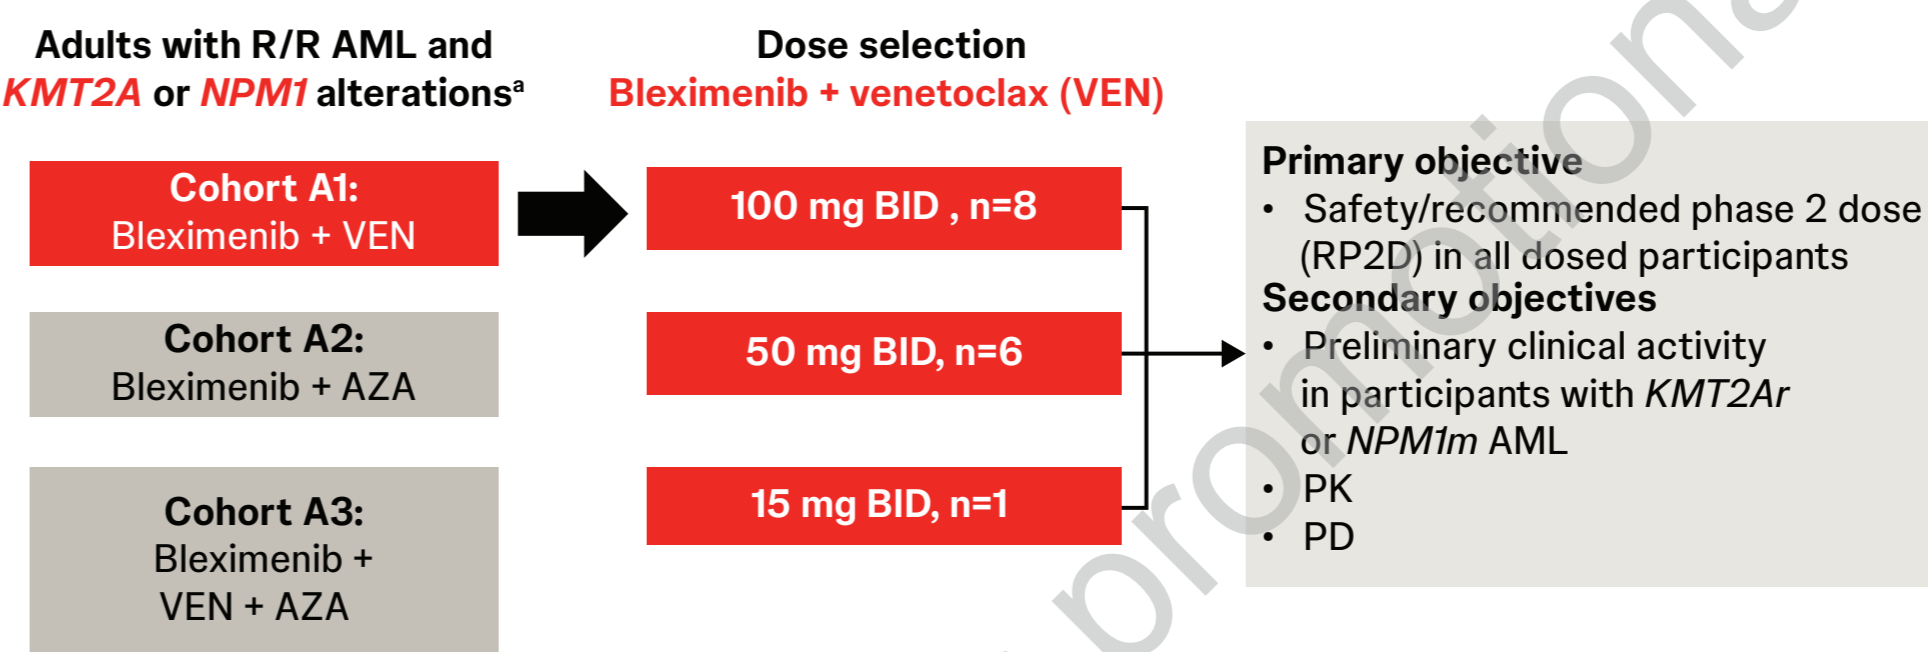 Adults with R/R AML and
KMT2A or NPM1 alterationsᵃ
Cohort A1:
Bleximenib + VEN
Cohort A2:
Bleximenib + AZA
Cohort A3:
Bleximenib +
VEN + AZA
Dose selection
Bleximenib + venetoclax (VEN)
100 mg BID , n=8
50 mg BID, n=6
15 mg BID, n=1
Primary objective
• Safety/recommended phase 2 dose
(RP2D) in all dosed participants
Secondary objectives
• Preliminary clinical activity
in participants with KMT2Ar
or NPM1m AML
• PK
• PD
promotiona